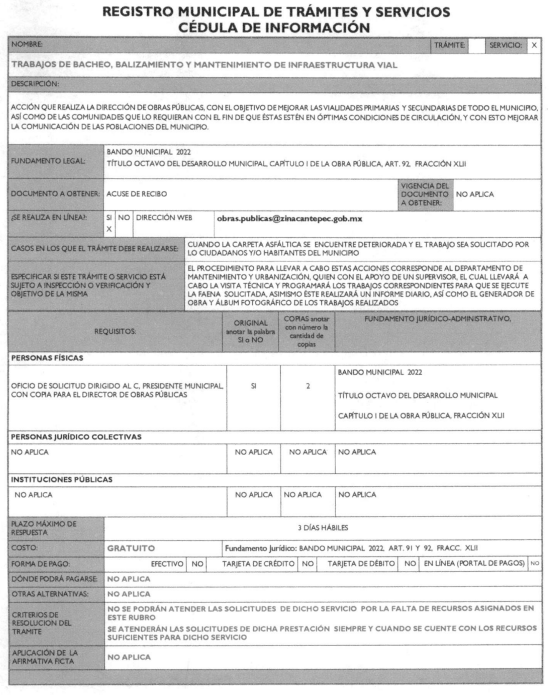 REGISTRO MUNICIPAL DE TRÁMITES Y SERVICIOS
CÉDULA DE INFORMACIÓN
NOMBRE: TRÁMITE: SERVICIO: X
TRABAJOS DE BACHEO, BALIZAMIENTO Y MANTENIMIENTO DE INFRAESTRUCTURA VIAL
DESCRIPCIÓN:
ACCIÓN QUE REALIZA LA DIRECCIÓN DE OBRAS PÚBLICAS, CON EL OBJETIVO DE MEJORAR LAS VIALIDADES PRIMARIAS Y SECUNDARIAS DE TODO EL MUNICIPIO,
ASÍ COMO DE LAS COMUNIDADES QUE LO REQUIERAN CON EL FIN DE QUE ÉSTAS ESTÉN EN ÓPTIMAS CONDICIONES DE CIRCULACIÓN, Y CON ESTO MEJORAR
LA COMUNICACIÓN DE LAS POBLACIONES DEL MUNICIPIO.
FUNDAMENTO LEGAL:
BANDO MUNICIPAL 2022
TÍTULO OCTAVO DEL DESARROLLO MUNICIPAL, CAPÍTULO I DE LA OBRA PÚBLICA, ART. 92, FRACCIÓN XLII
DOCUMENTO A OBTENER: ACUSE DE RECIBO
VIGENCIA DEL
DOCUMENTO
A OBTENER:
NO APLICA
¿SE REALIZA EN LÍNEA?: SI NO DIRECCIÓN WEB obras.publicas@zinacantepec.gob.mx
X
CASOS EN LOS QUE EL TRÁMITE DEBE REALIZARSE:
CUANDO LA CARPETA ASFÁLTICA SE ENCUENTRE DETERIORADA Y EL TRABAJO SEA SOLICITADO POR
LO CIUDADANOS Y/O HABITANTES DEL MUNICIPIO
ESPECIFICAR SI ESTE TRÁMITE O SERVICIO ESTÁ
SUJETO A INSPECCIÓN O VERIFICACIÓN Y
OBJETIVO DE LA MISMA
EL PROCEDIMIENTO PARA LLEVAR A CABO ESTAS ACCIONES CORRESPONDE AL DEPARTAMENTO DE
MANTENIMIENTO Y URBANIZACIÓN, QUIEN CON EL APOYO DE UN SUPERVISOR, EL CUAL LLEVARÁ A
CABO LA VISITA TÉCNICA Y PROGRAMARÁ LOS TRABAJOS CORRESPONDIENTES PARA QUE SE EJECUTE
LA FAENA SOLICITADA, ASIMISMO ÉSTE REALIZARÁ UN INFORME DIARIO, ASÍ COMO EL GENERADOR DE
OBRA Y ÁLBUM FOTOGRÁFICO DE LOS TRABAJOS REALIZADOS
REQUISITOS:
ORIGINAL
anotar la palabra
SI o NO
COPIAS anotar
con número la
cantidad de
copias
FUNDAMENTO JURÍDICO-ADMINISTRATIVO,
PERSONAS FÍSICAS
OFICIO DE SOLICITUD DIRIGIDO AL C, PRESIDENTE MUNICIPAL,
CON COPIA PARA EL DIRECTOR DE OBRAS PÚBLICAS
SI
2
BANDO MUNICIPAL 2022
TÍTULO OCTAVO DEL DESARROLLO MUNICIPAL
CAPÍTULO I DE LA OBRA PÚBLICA, FRACCIÓN XLII
PERSONAS JURÍDICO COLECTIVAS
NO APLICA NO APLICA NO APLICA NO APLICA
INSTITUCIONES PÚBLICAS
NO APLICA NO APLICA NO APLICA NO APLICA
PLAZO MÁXIMO DE
RESPUESTA
3 DÍAS HÁBILES
COSTO: GRATUITO Fundamento Jurídico: BANDO MUNICIPAL 2022, ART. 91 Y 92, FRACC. XLII
FORMA DE PAGO: EFECTIVO NO TARJETA DE CRÉDITO NO TARJETA DE DÉBITO NO EN LÍNEA (PORTAL DE PAGOS) NO
DÓNDE PODRÁ PAGARSE: NO APLICA
OTRAS ALTERNATIVAS: NO APLICA
CRITERIOS DE
RESOLUCION DEL
TRAMITE
NO SE PODRÁN ATENDER LAS SOLICITUDES DE DICHO SERVICIO POR LA FALTA DE RECURSOS ASIGNADOS EN
ESTE RUBRO
SE ATENDERÁN LAS SOLICITUDES DE DICHA PRESTACIÓN SIEMPRE Y CUANDO SE CUENTE CON LOS RECURSOS
SUFICIENTES PARA DICHO SERVICIO
APLICACIÓN DE LA
AFIRMATIVA FICTA
NO APLICA